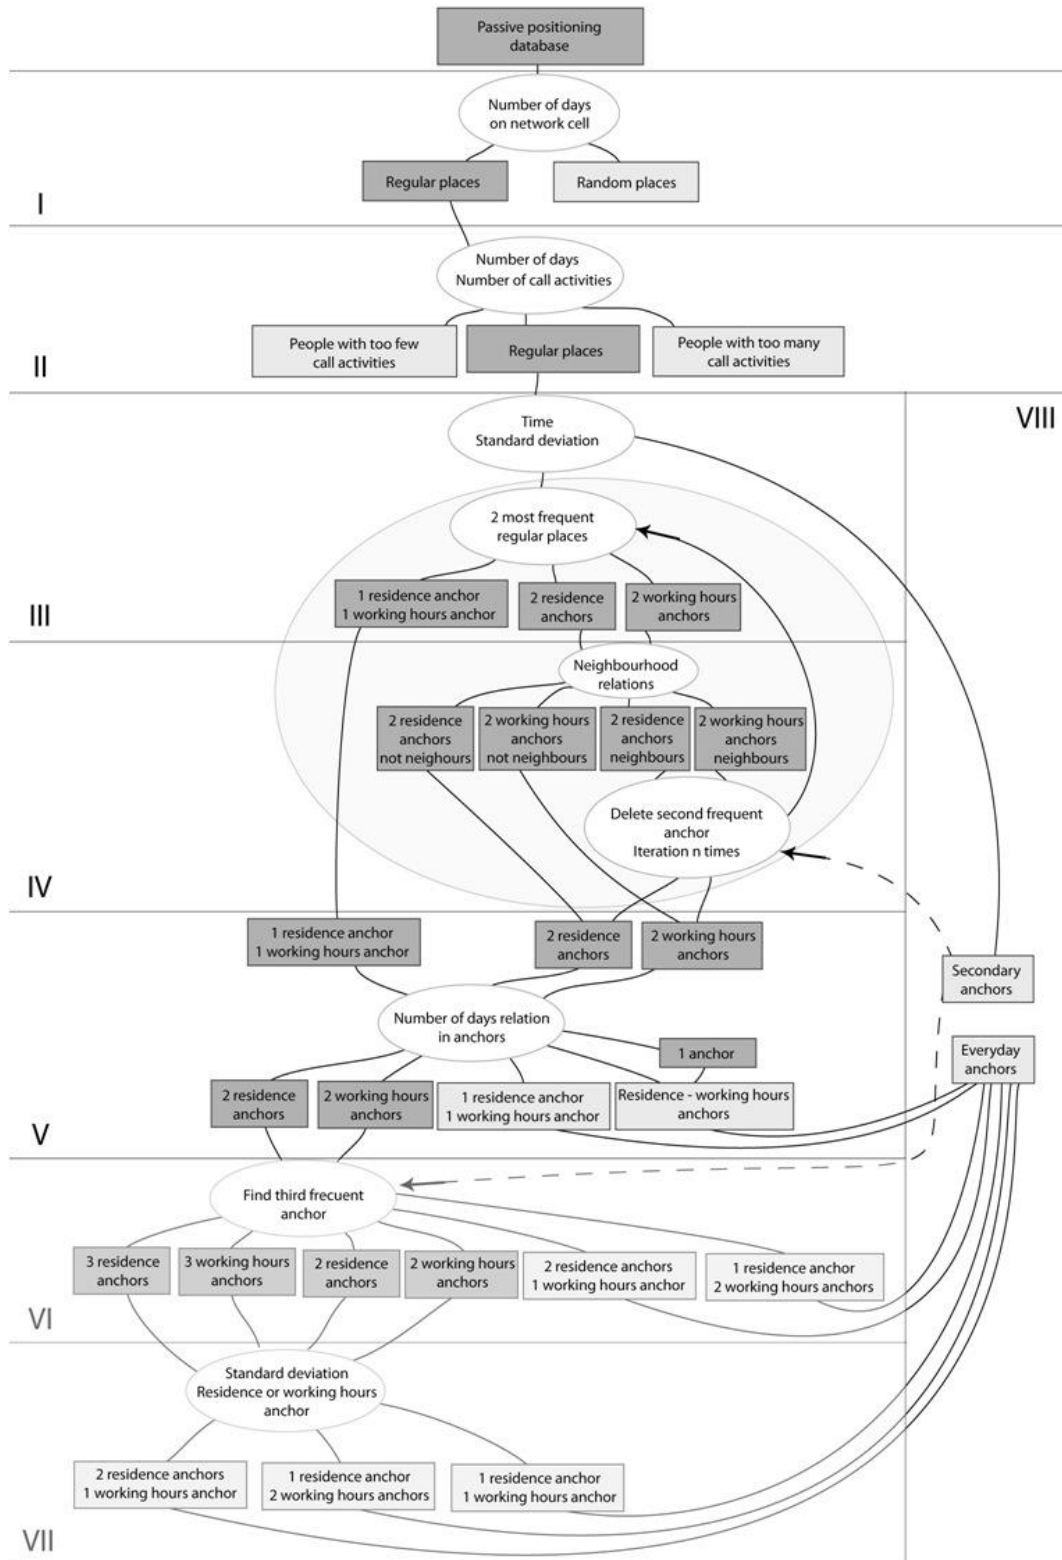 Passive positioning
database
Number of days
on network cell
Regular places
Random places
I
Number of days
Number of call activities
People with too few
call activities
Regular places
People with too many
call activities
II
VIII
Time
Standard deviation
2 most frequent
regular places
1 residence anchor
1 working hours anchor
2 residence
anchors
2 working hours
anchors
III
Neighbourhood
relations
2 residence
anchors
not neighours
2 working hours
anchors
not neighbours
2 residence
anchors
neighbours
2 working hours
anchors
neighbours
Delete second frequent
anchor
Iteration n times
IV
1 residence anchor
1 working hours anchor
2 residence
anchors
2 working hours
anchors
Secondary
anchors
Number of days relation
in anchors
1 anchor
Everyday
anchors
2 residence
anchors
2 working hours
anchors
1 residence anchor
1 working hours anchor
Residence - working hours
anchors
V
Find third frecuent
anchor
3 residence
anchors
3 working hours
anchors
2 residence
anchors
2 working hours
anchors
2 residence anchors
1 working hours anchor
1 residence anchor
2 working hours anchors
VI
Standard deviation
Residence or working hours
anchor
2 residence anchors
1 working hours anchor
1 residence anchor
2 working hours anchors
1 residence anchor
1 working hours anchor
VII